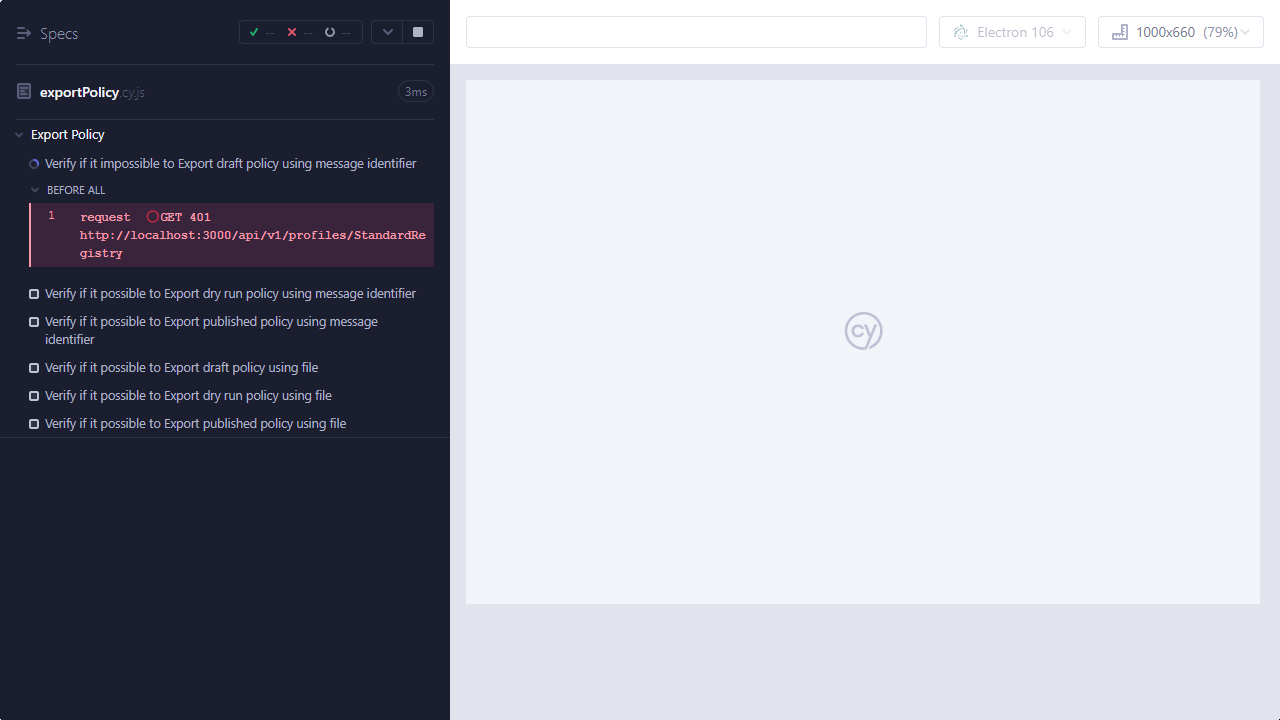 Specs
--
--
--
Electron 106
1000x660 (79%)
exportPolicy.cy.js
3ms
Export Policy
Verify if it impossible to Export draft policy using message identifier
BEFORE ALL
1 request GET 401
http://localhost:3000/api/v1/profiles/StandardRe
gistry
Verify if it possible to Export dry run policy using message identifier
Verify if it possible to Export published policy using message
identifier
Verify if it possible to Export draft policy using file
Verify if it possible to Export dry run policy using file
Verify if it possible to Export published policy using file
cy